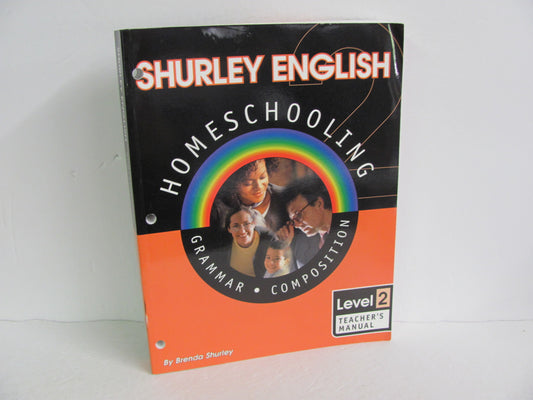 SHURLEY ENGLISH
HOMESCHOOLING
GRAMMAR • COMPOSITION
Level 2
TEACHER'S
MANUAL
By Brenda Shurley